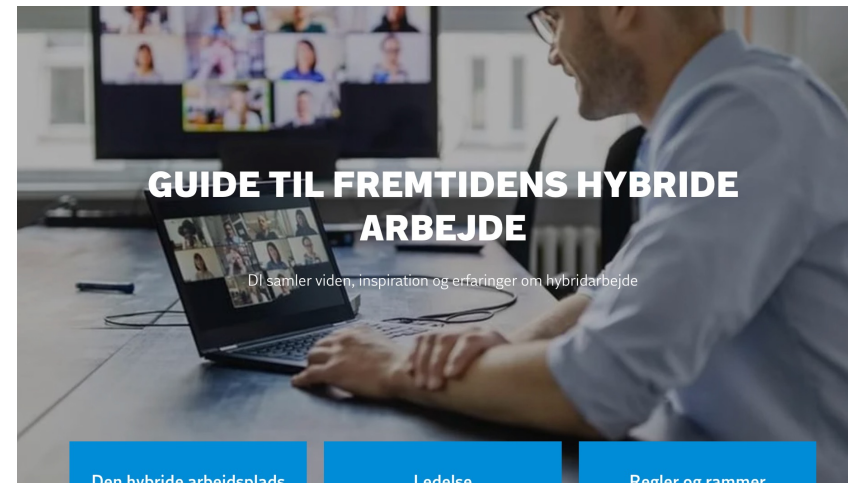 GUIDE TIL FREMTIDENS HYBRIDE
ARBEJDE
DI samler viden, inspiration og erfaringer om hybridarbejde
Den hybride arbejdsplads
Ledelse
Regler og rammer